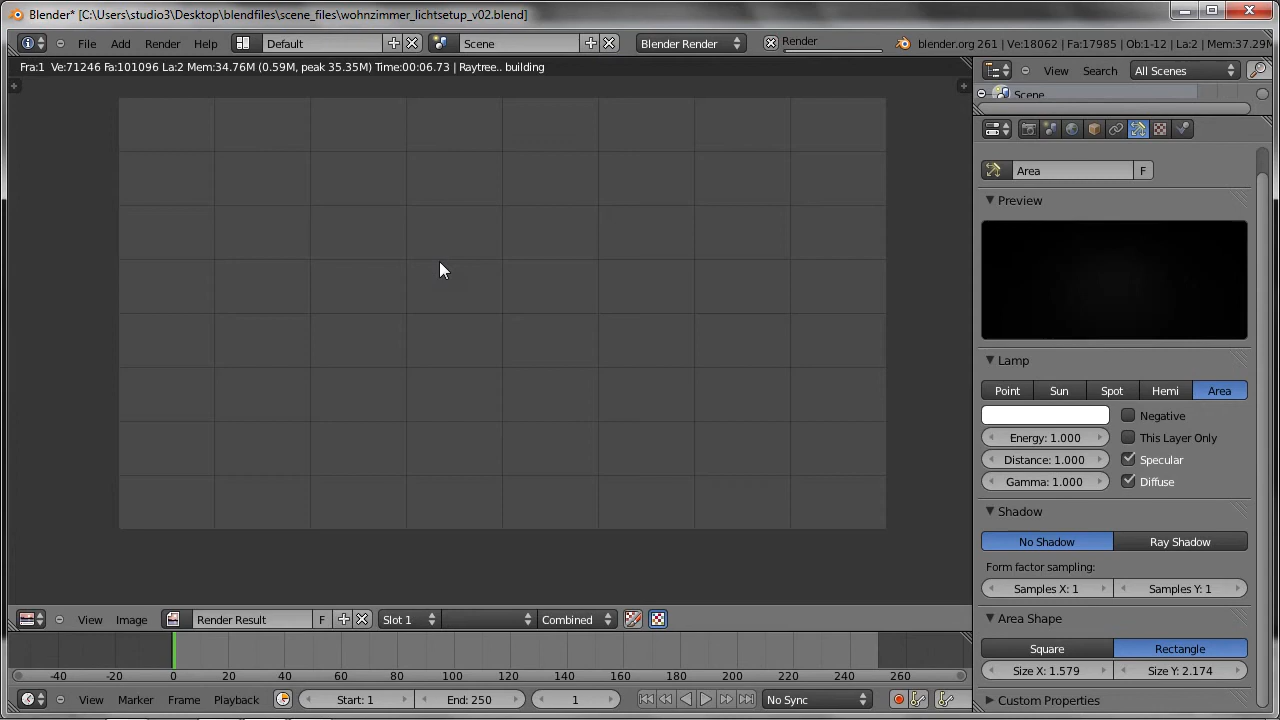 Blender* [C:\Users\studio3\Desktop\blendfiles\scene_files\wohnzimmer_lichtsetup_v02.blend]
File Add Render Help Default Scene Blender Render Render blender.org 261 | Ve:18062 | Fa:17985 | Ob:1-12 | La:2 | Mem:37.29M
Fra:1 Ve:71246 Fa:101096 La:2 Mem:34.76M (0.59M, peak 35.35M) Time:00:06.73 | Raytree.. building
View Search All Scenes
Scene
Area F
Preview
Lamp
Point Sun Spot Hemi Area
Negative
Energy: 1.000 This Layer Only
Distance: 1.000 Specular
Gamma: 1.000 Diffuse
Shadow
No Shadow Ray Shadow
Form factor sampling:
Samples X: 1 Samples Y: 1
Area Shape
Square Rectangle
Size X: 1.579 Size Y: 2.174
Custom Properties
View Image Render Result F Slot 1 Combined
-40 -20 0 20 40 60 80 100 120 140 160 180 200 220 240 260
View Marker Frame Playback Start: 1 End: 250 1 No Sync